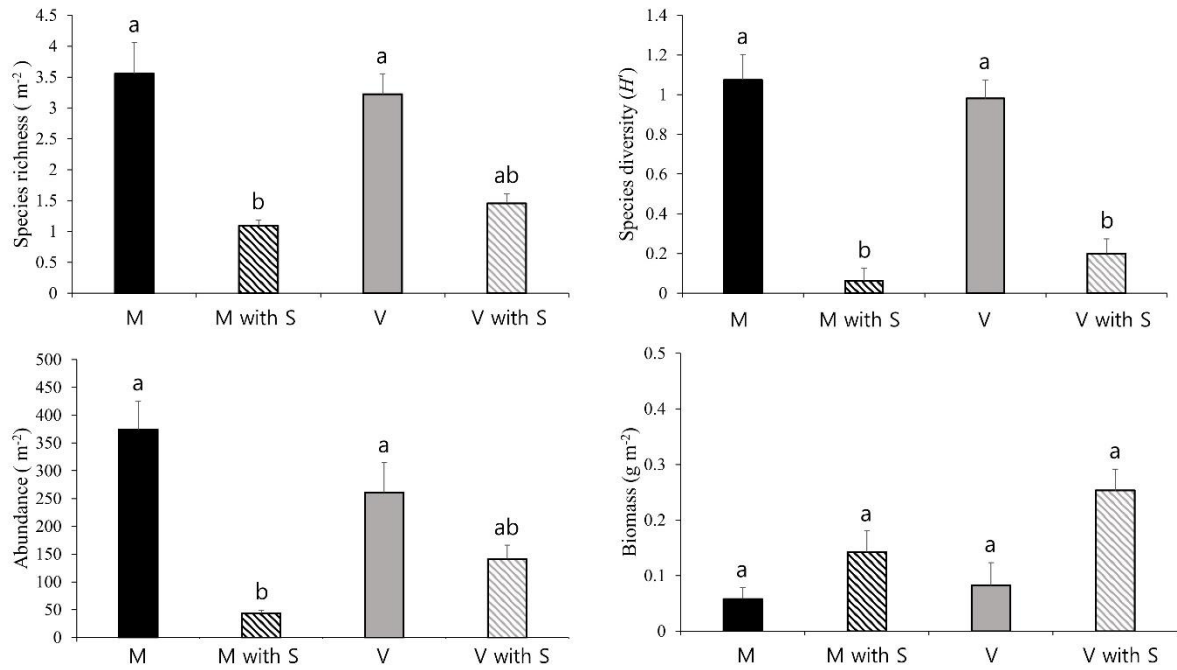 Species richness ( m⁻²)
4.5
4
3.5
3
2.5
2
1.5
1
0.5
0
a
b
a
ab
M
M with S
V
V with S
Species diversity (H')
1.4
1.2
1
0.8
0.6
0.4
0.2
0
a
b
a
b
M
M with S
V
V with S
Abundance ( m⁻²)
500
450
400
350
300
250
200
150
100
50
0
a
b
a
ab
M
M with S
V
V with S
Biomass (g m⁻²)
0.5
0.4
0.3
0.2
0.1
0
a
a
a
a
M
M with S
V
V with S